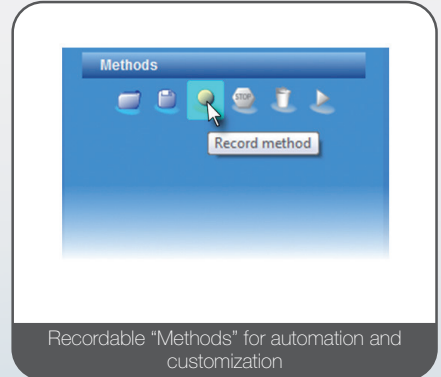 Methods
STOP
Record method
Recordable “Methods” for automation and
customization